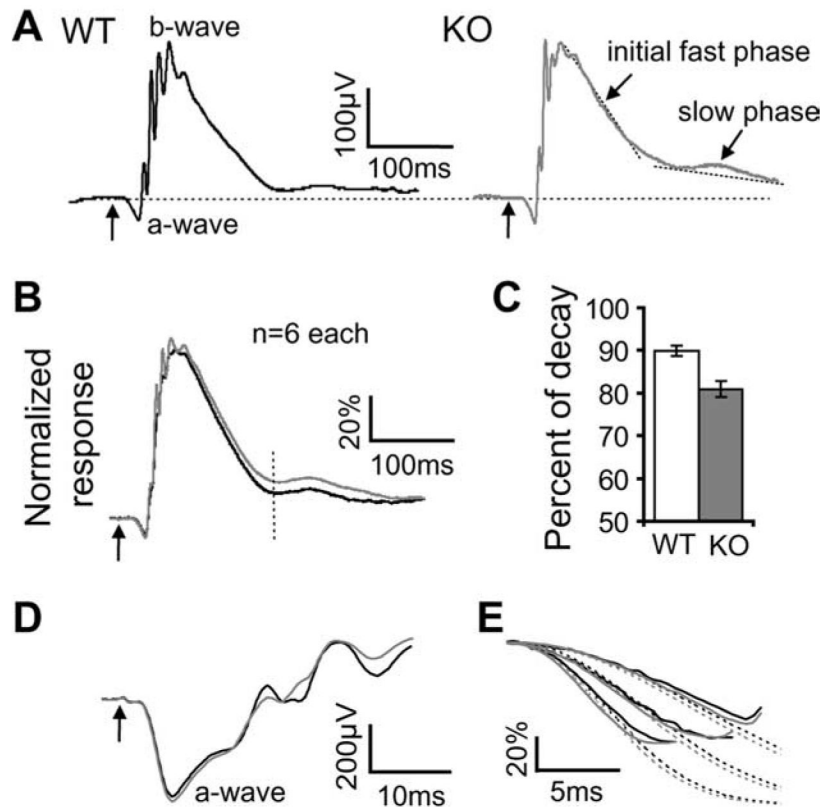 A WT b-wave KO
initial fast phase
slow phase
100µV
100ms
a-wave
B C
n=6 each
Normalized response
20%
100ms
Percent of decay
100
90
80
70
60
50
WT KO
D E
200µV
10ms
a-wave
20%
5ms